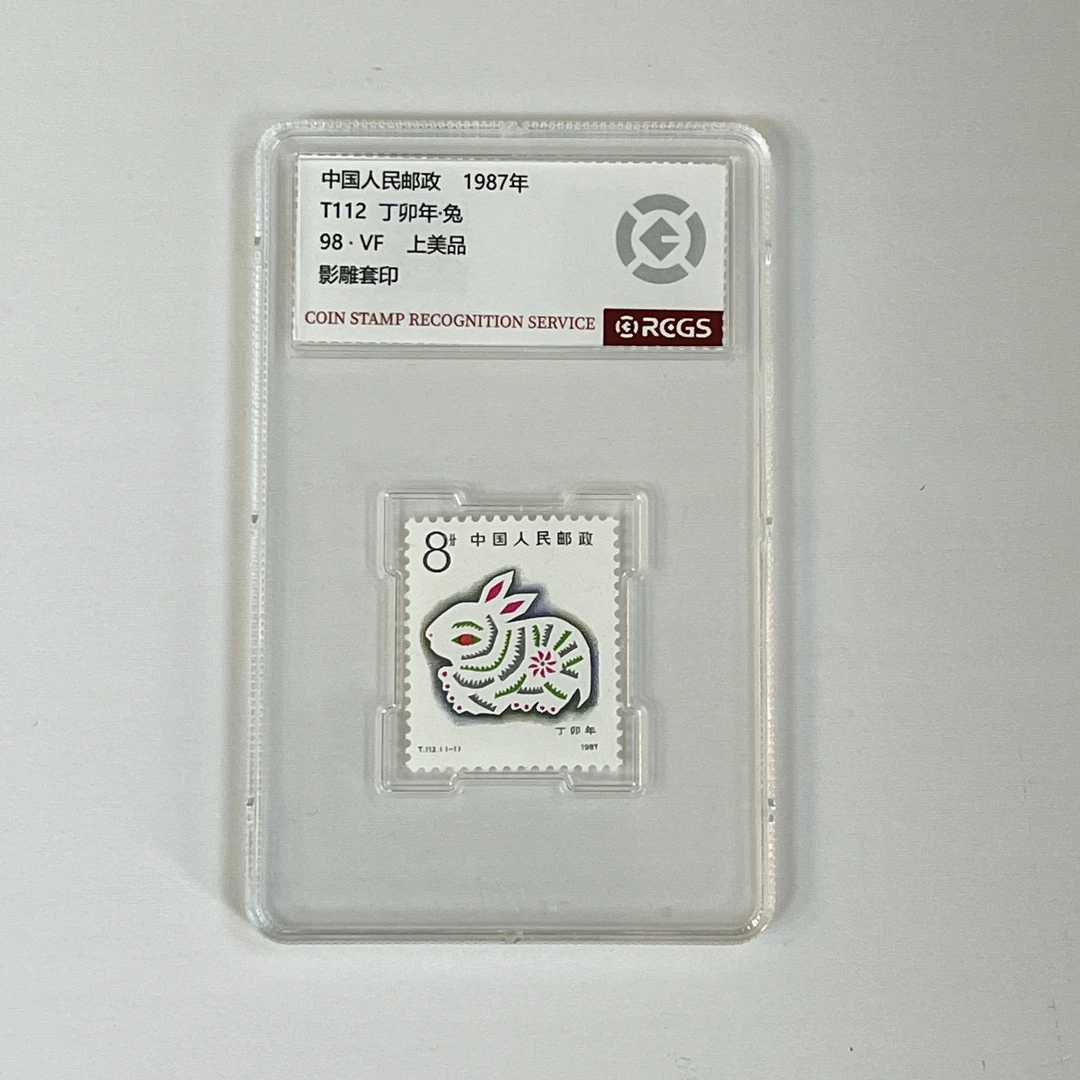 中国人民邮政 1987年
T112 丁卯年·兔
98·VF 上美品
影雕套印
COIN STAMP RECOGNITION SERVICE RCGS
8分 中国人民邮政
丁卯年
T.112.(1-1) 1987